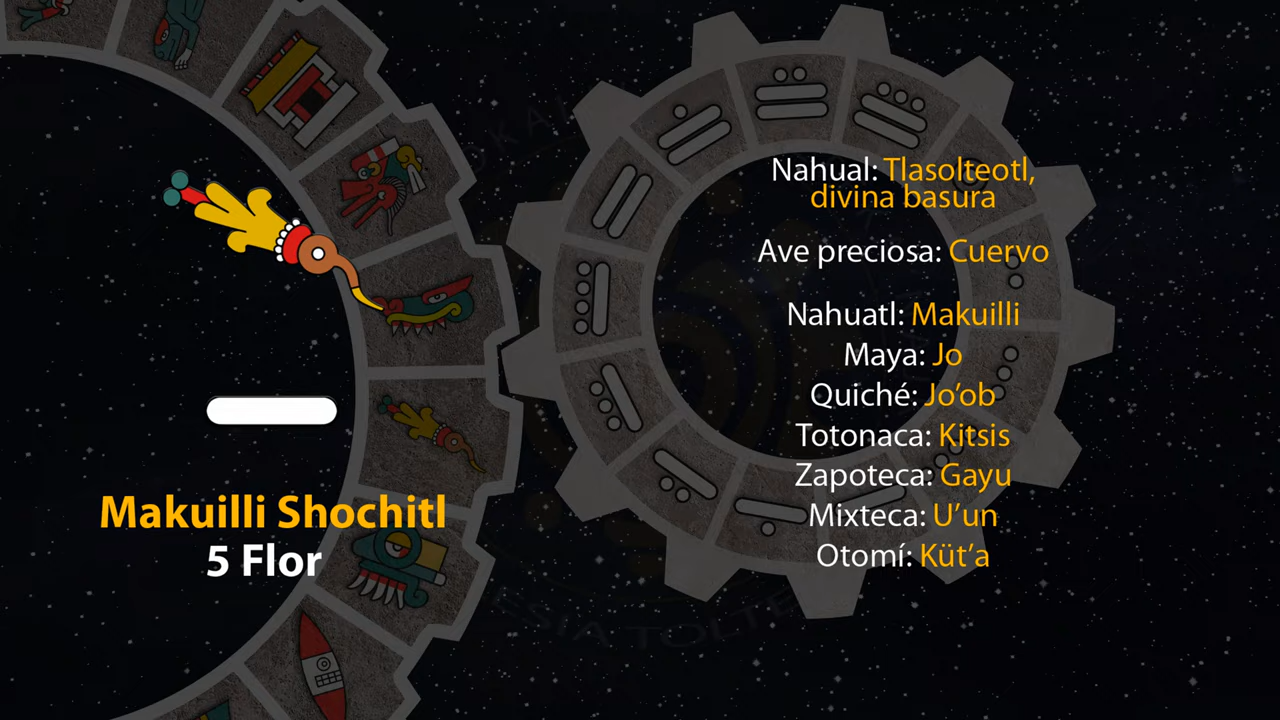 Makuilli Shochitl
5 Flor
Nahual: Tlasolteotl,
divina basura
Ave preciosa: Cuervo
Nahuatl: Makuilli
Maya: Jo
Quiché: Jo’ob
Totonaca: Kitsis
Zapoteca: Gayu
Mixteca: U’un
Otomí: Küt’a